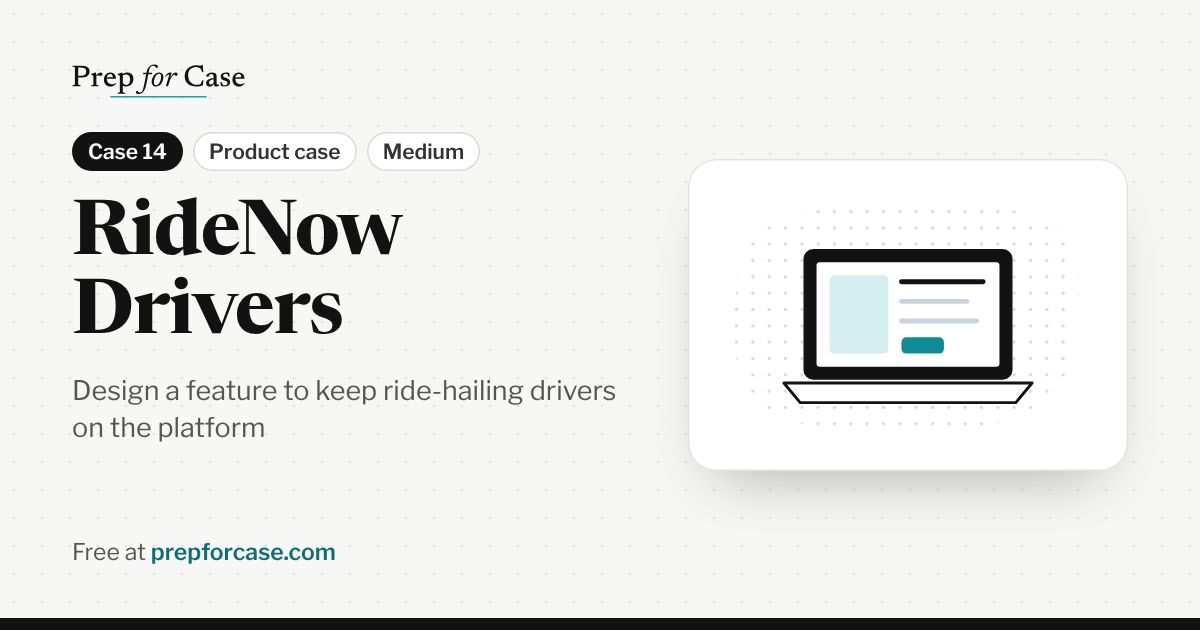 Prep for Case
Case 14
Product case
Medium
RideNow
Drivers
Design a feature to keep ride-hailing drivers
on the platform
Free at prepforcase.com